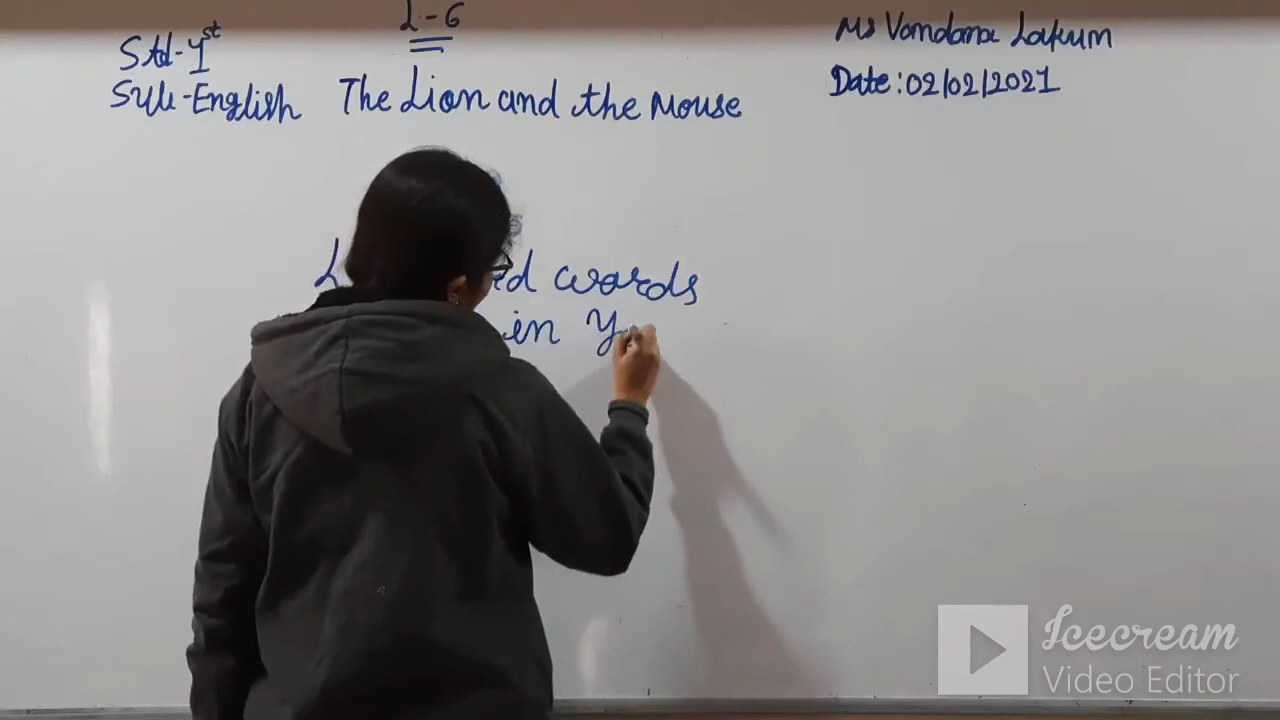 L-6
Std-1st
Sub-English
The Lion and the Mouse
Ms Vandana Lakum
Date:02/02/2021
words
in
Icecream
Video Editor